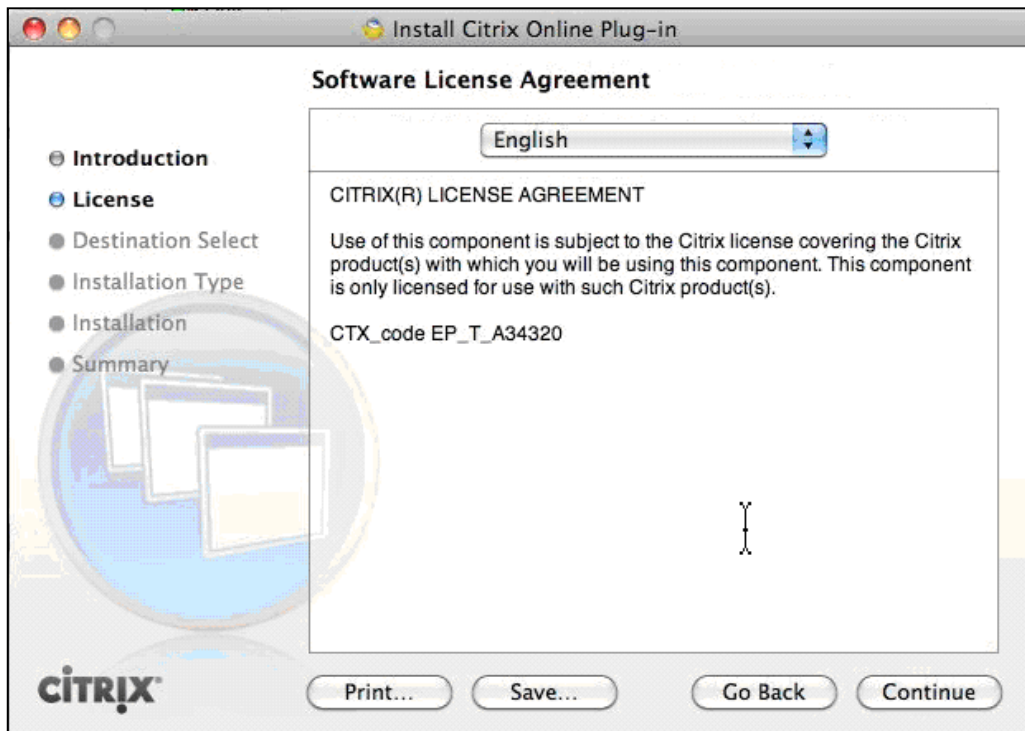 Install Citrix Online Plug-in
Software License Agreement
Introduction
License
Destination Select
Installation Type
Installation
Summary
English
CITRIX(R) LICENSE AGREEMENT
Use of this component is subject to the Citrix license covering the Citrix
product(s) with which you will be using this component. This component
is only licensed for use with such Citrix product(s).
CTX_code EP_T_A34320
CITRIX
Print...
Save...
Go Back
Continue